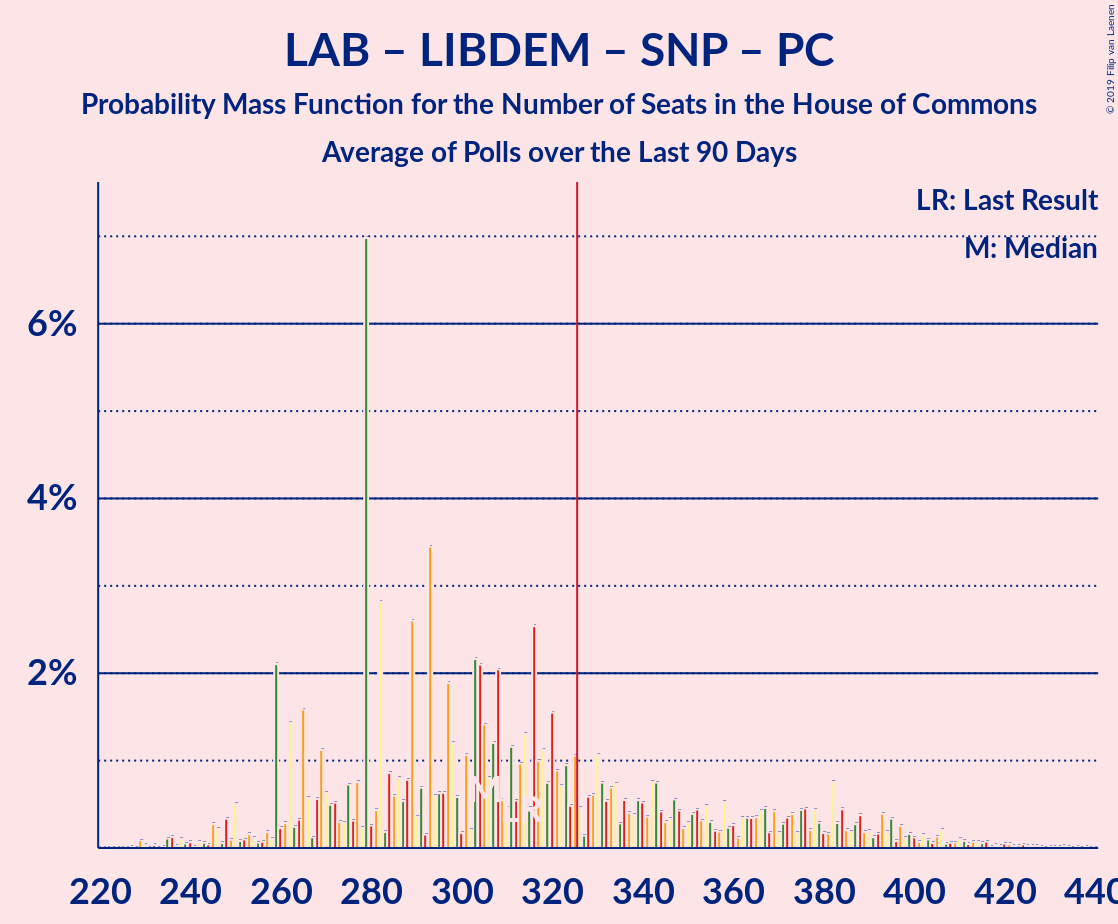 LAB – LIBDEM – SNP – PC
Probability Mass Function for the Number of Seats in the House of Commons
Average of Polls over the Last 90 Days
© 2019 Filip van Laenen
LR: Last Result
M: Median
6%
4%
2%
M
LR
220 240 260 280 300 320 340 360 380 400 420 440